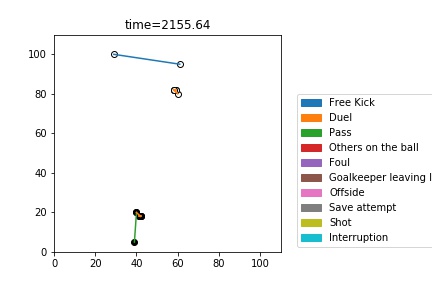 time=2155.64
100
80
60
40
20
0
0 20 40 60 80 100
Free Kick
Duel
Pass
Others on the ball
Foul
Goalkeeper leaving l
Offside
Save attempt
Shot
Interruption